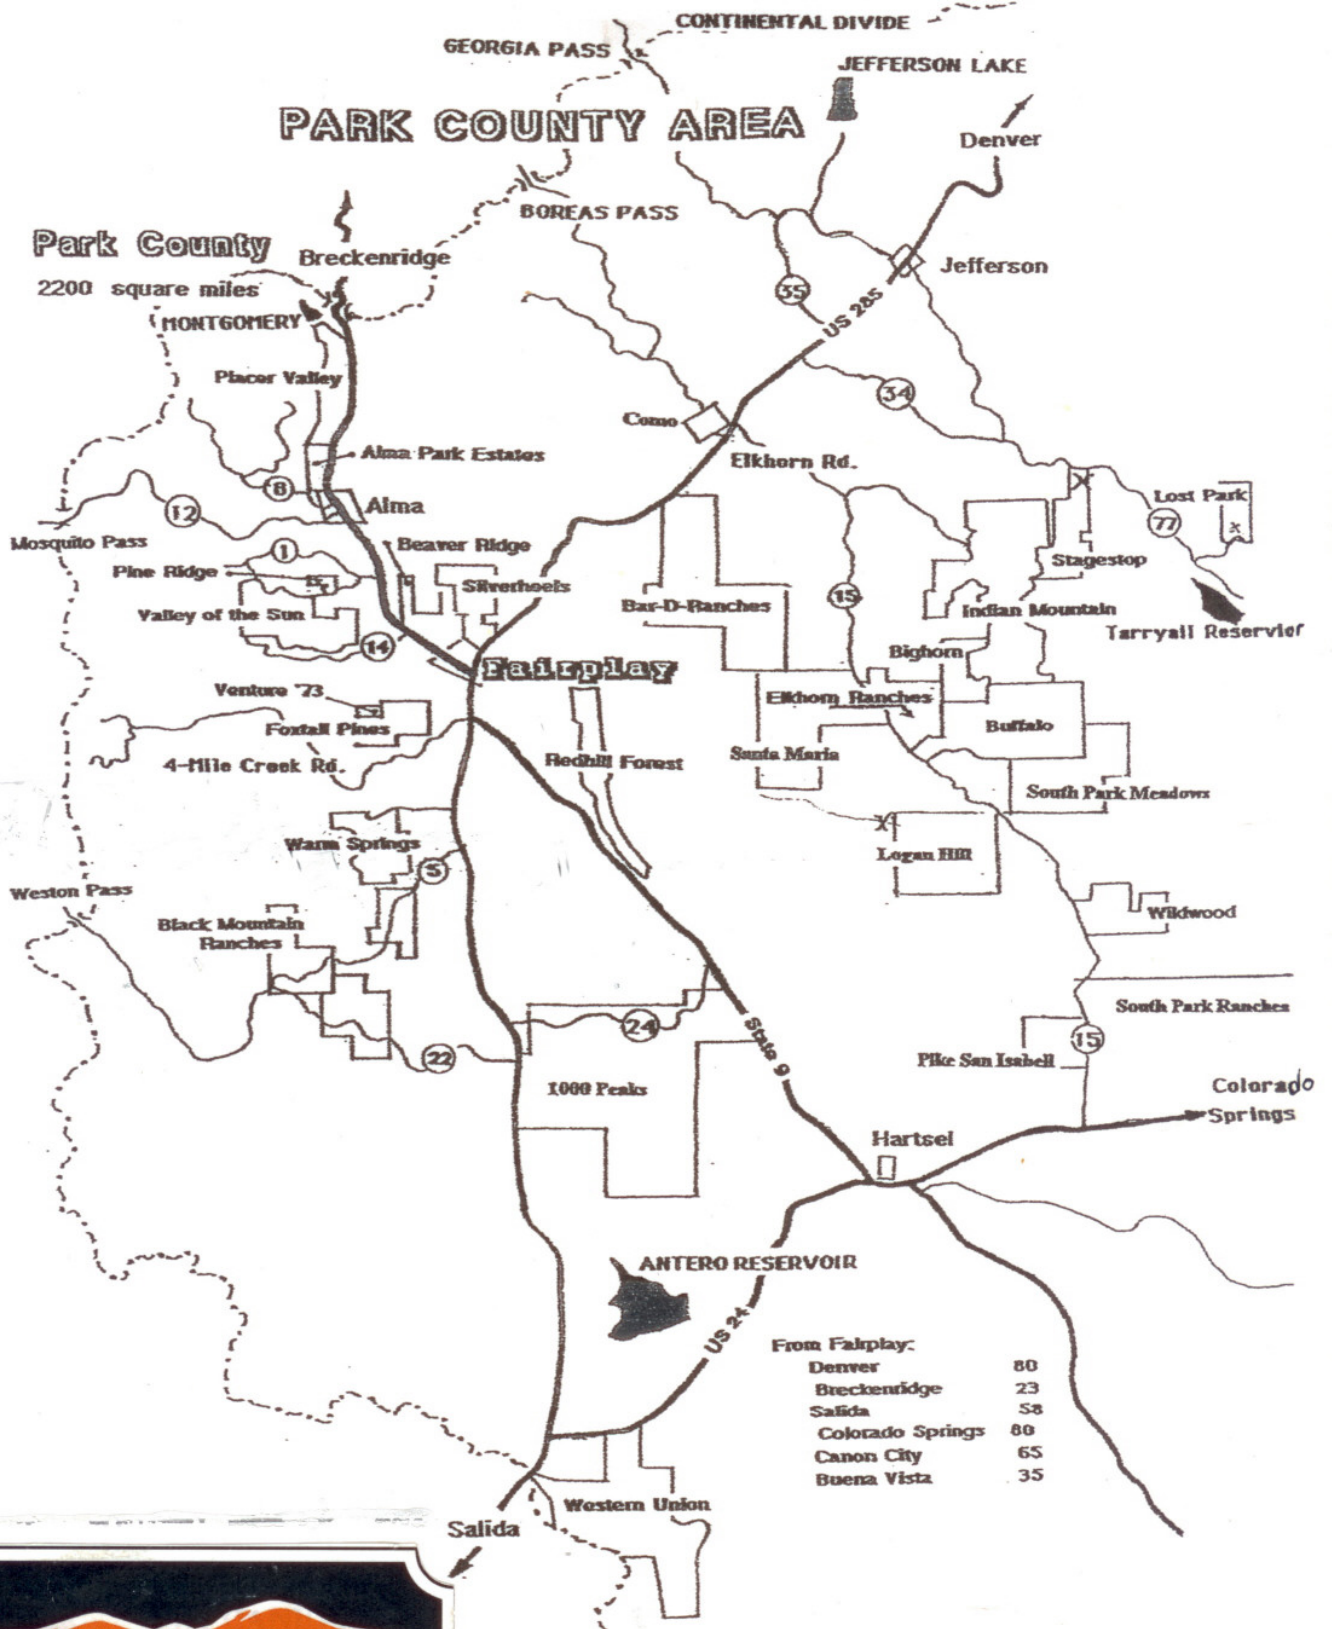 CONTINENTAL DIVIDE
GEORGIA PASS
JEFFERSON LAKE
PARK COUNTY AREA
Denver
BOREAS PASS
Park County
Breckenridge
Jefferson
2200 square miles
35
US 285
MONTGOMERY
Placer Valley
34
Como
Alma Park Estates
Elkhorn Rd.
8
Lost Park
12
Alma
77
Mosquito Pass
1
Beaver Ridge
Stagestop
Pine Ridge
Silverheels
15
Bar-D-Ranches
Indian Mountain
Valley of the Sun
Tarryall Reservior
14
Bighorn
Fairplay
Venture '73
Elkhorn Ranches
Foxtail Pines
Buffalo
4-Mile Creek Rd.
Redhill Forest
Santa Maria
South Park Meadows
Warm Springs
Logan Hill
5
Weston Pass
Black Mountain
Ranches
Wildwood
South Park Ranches
24
State 9
15
22
Pike San Isabell
1000 Peaks
Colorado
Springs
Hartsel
ANTERO RESERVOIR
US 24
From Fairplay:
Denver 80
Breckenridge 23
Salida 58
Colorado Springs 80
Canon City 65
Buena Vista 35
Western Union
Salida